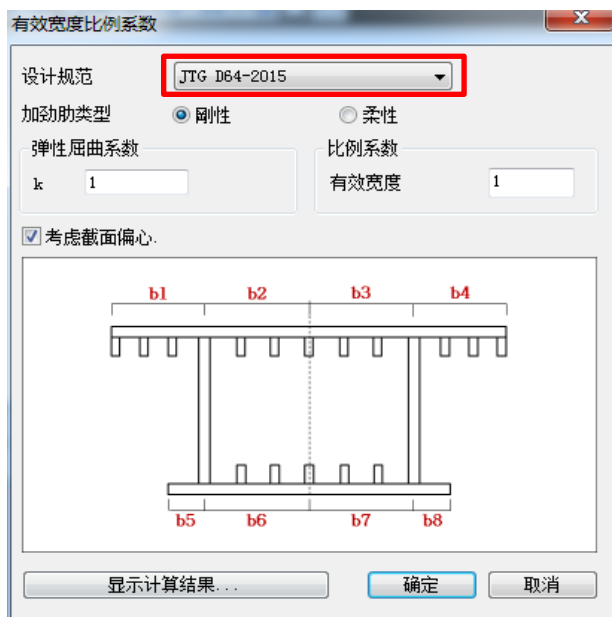 有效宽度比例系数
设计规范 JTG D64-2015
加劲肋类型 刚性 柔性
弹性屈曲系数 比例系数
k 1 有效宽度 1
考虑截面偏心.
b1 b2 b3 b4
b5 b6 b7 b8
显示计算结果... 确定 取消